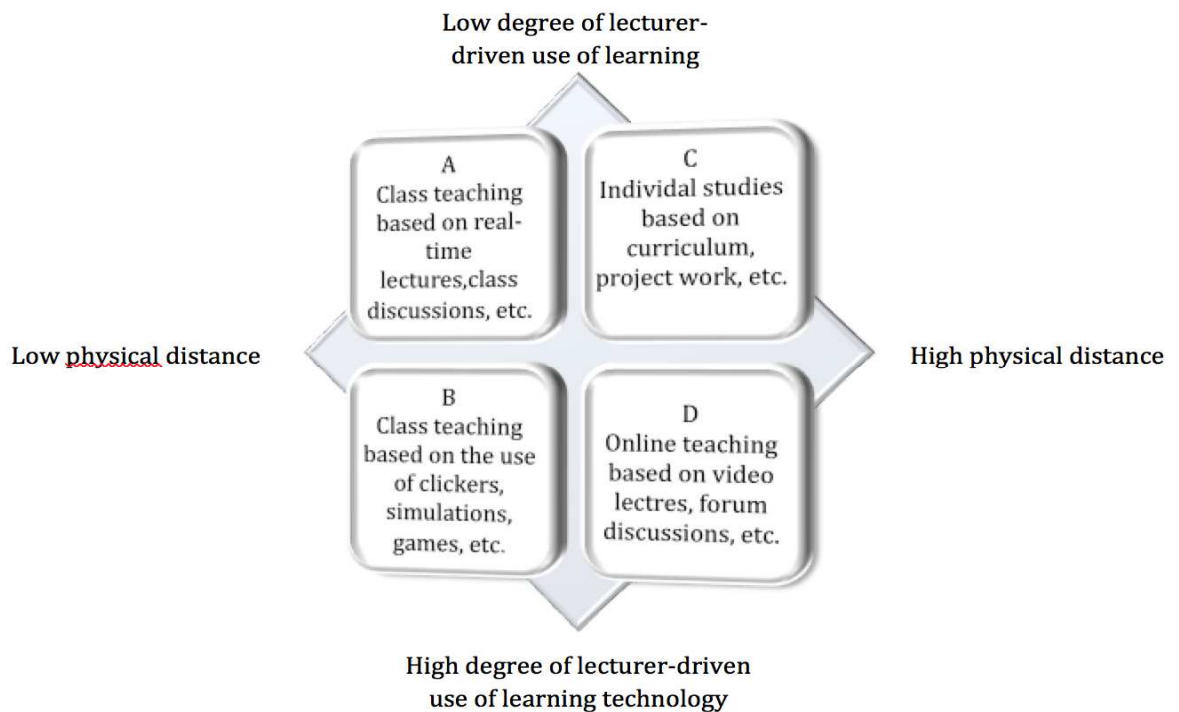 Low degree of lecturer-
driven use of learning
A
Class teaching
based on real-
time
lectures,class
discussions, etc.
C
Individal studies
based on
curriculum,
project work, etc.
Low physical distance
High physical distance
B
Class teaching
based on the use
of clickers,
simulations,
games, etc.
D
Online teaching
based on video
lectres, forum
discussions, etc.
High degree of lecturer-driven
use of learning technology